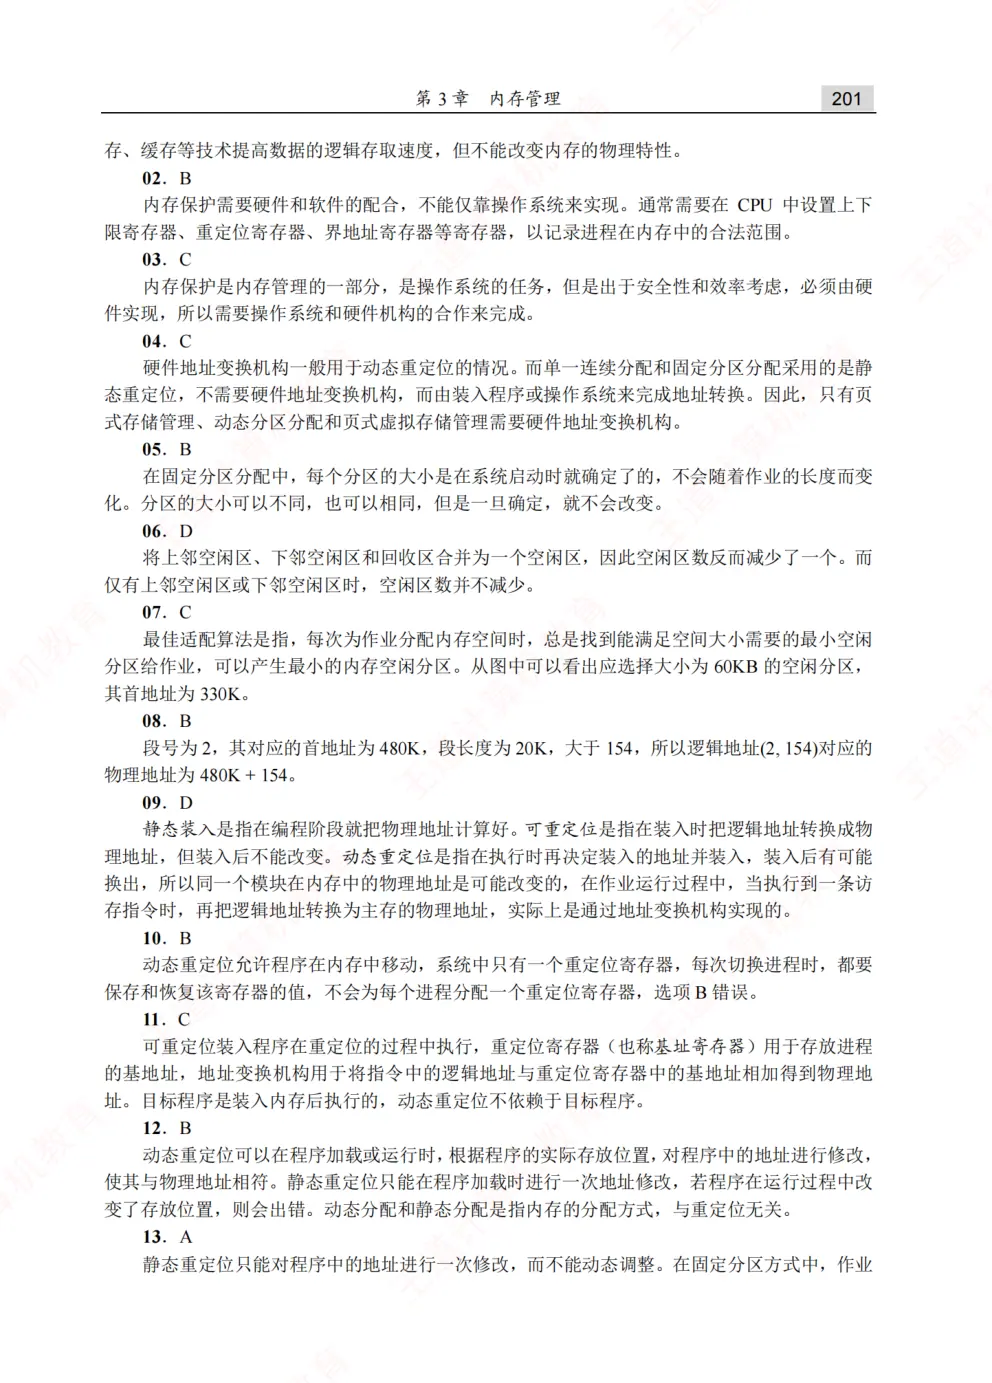 第 3 章　内存管理
201
存、缓存等技术提高数据的逻辑存取速度，但不能改变内存的物理特性。
02．B
内存保护需要硬件和软件的配合，不能仅靠操作系统来实现。通常需要在 CPU 中设置上下
限寄存器、重定位寄存器、界地址寄存器等寄存器，以记录进程在内存中的合法范围。
03．C
内存保护是内存管理的一部分，是操作系统的任务，但是出于安全性和效率考虑，必须由硬
件实现，所以需要操作系统和硬件机构的合作来完成。
04．C
硬件地址变换机构一般用于动态重定位的情况。而单一连续分配和固定分区分配采用的是静
态重定位，不需要硬件地址变换机构，而由装入程序或操作系统来完成地址转换。因此，只有页
式存储管理、动态分区分配和页式虚拟存储管理需要硬件地址变换机构。
05．B
在固定分区分配中，每个分区的大小是在系统启动时就确定了的，不会随着作业的长度而变
化。分区的大小可以不同，也可以相同，但是一旦确定，就不会改变。
06．D
将上邻空闲区、下邻空闲区和回收区合并为一个空闲区，因此空闲区数反而减少了一个。而
仅有上邻空闲区或下邻空闲区时，空闲区数并不减少。
07．C
最佳适配算法是指，每次为作业分配内存空间时，总是找到能满足空间大小需要的最小空闲
分区给作业，可以产生最小的内存空闲分区。从图中可以看出应选择大小为 60KB 的空闲分区，
其首地址为 330K。
08．B
段号为 2，其对应的首地址为 480K，段长度为 20K，大于 154，所以逻辑地址(2, 154)对应的
物理地址为 480K + 154。
09．D
静态装入是指在编程阶段就把物理地址计算好。可重定位是指在装入时把逻辑地址转换成物
理地址，但装入后不能改变。动态重定位是指在执行时再决定装入的地址并装入，装入后有可能
换出，所以同一个模块在内存中的物理地址是可能改变的，在作业运行过程中，当执行到一条访
存指令时，再把逻辑地址转换为主存的物理地址，实际上是通过地址变换机构实现的。
10．B
动态重定位允许程序在内存中移动，系统中只有一个重定位寄存器，每次切换进程时，都要
保存和恢复该寄存器的值，不会为每个进程分配一个重定位寄存器，选项 B 错误。
11．C
可重定位装入程序在重定位的过程中执行，重定位寄存器（也称基址寄存器）用于存放进程
的基地址，地址变换机构用于将指令中的逻辑地址与重定位寄存器中的基地址相加得到物理地
址。目标程序是装入内存后执行的，动态重定位不依赖于目标程序。
12．B
动态重定位可以在程序加载或运行时，根据程序的实际存放位置，对程序中的地址进行修改，
使其与物理地址相符。静态重定位只能在程序加载时进行一次地址修改，若程序在运行过程中改
变了存放位置，则会出错。动态分配和静态分配是指内存的分配方式，与重定位无关。
13．A
静态重定位只能对程序中的地址进行一次修改，而不能动态调整。在固定分区方式中，作业